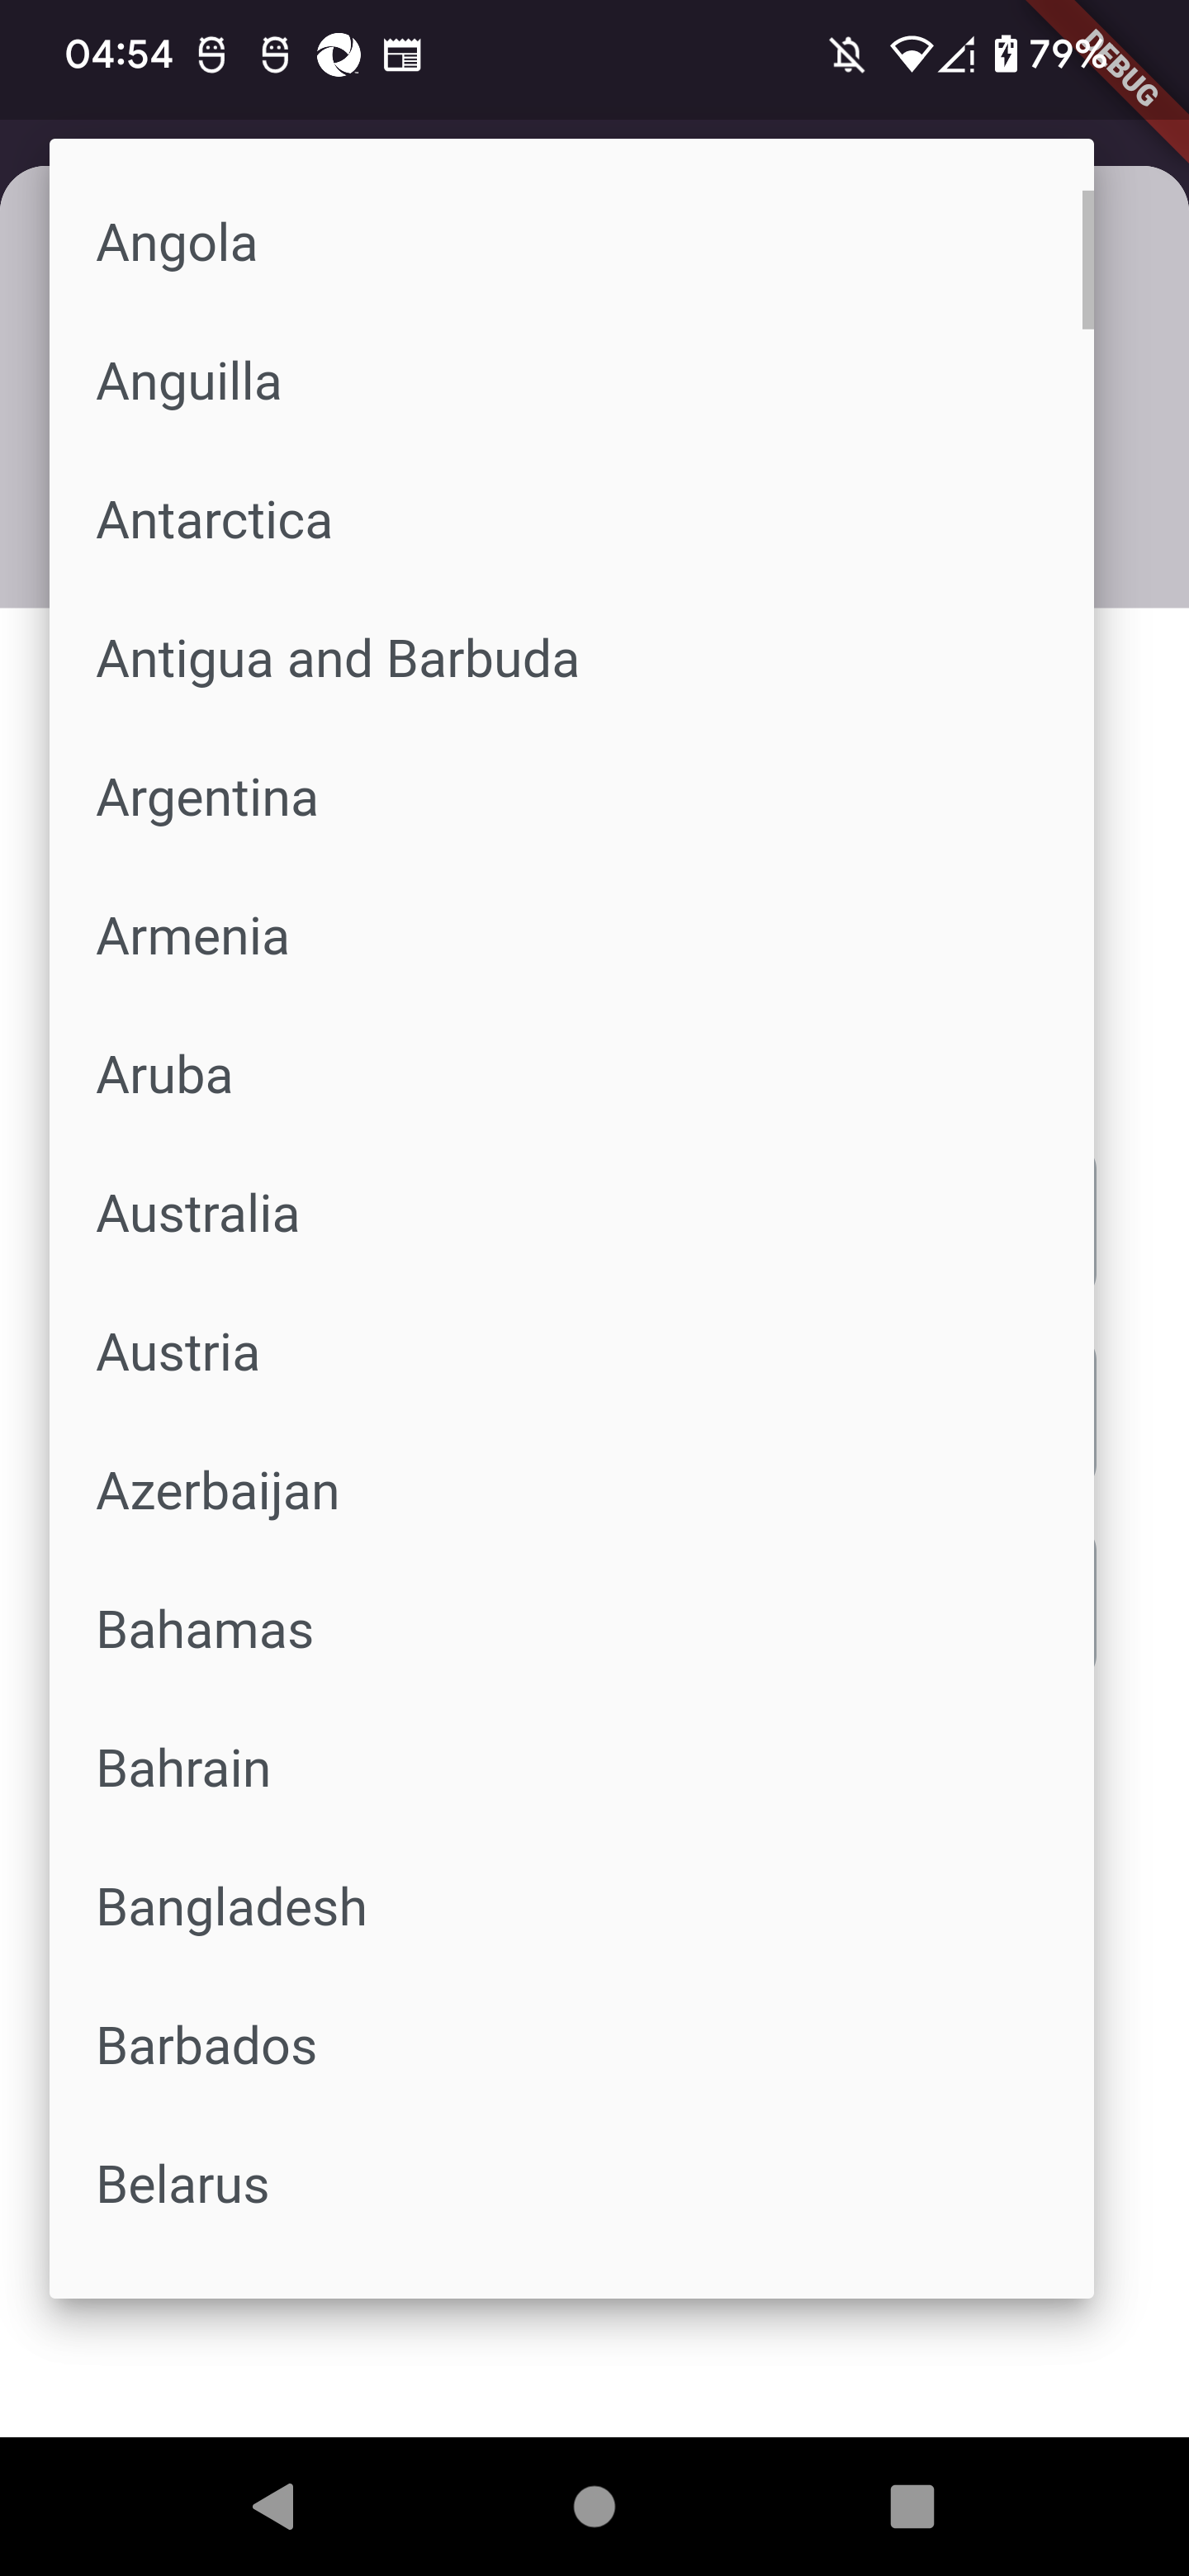 04:54 79%
DEBUG
Angola
Anguilla
Antarctica
Antigua and Barbuda
Argentina
Armenia
Aruba
Australia
Austria
Azerbaijan
Bahamas
Bahrain
Bangladesh
Barbados
Belarus